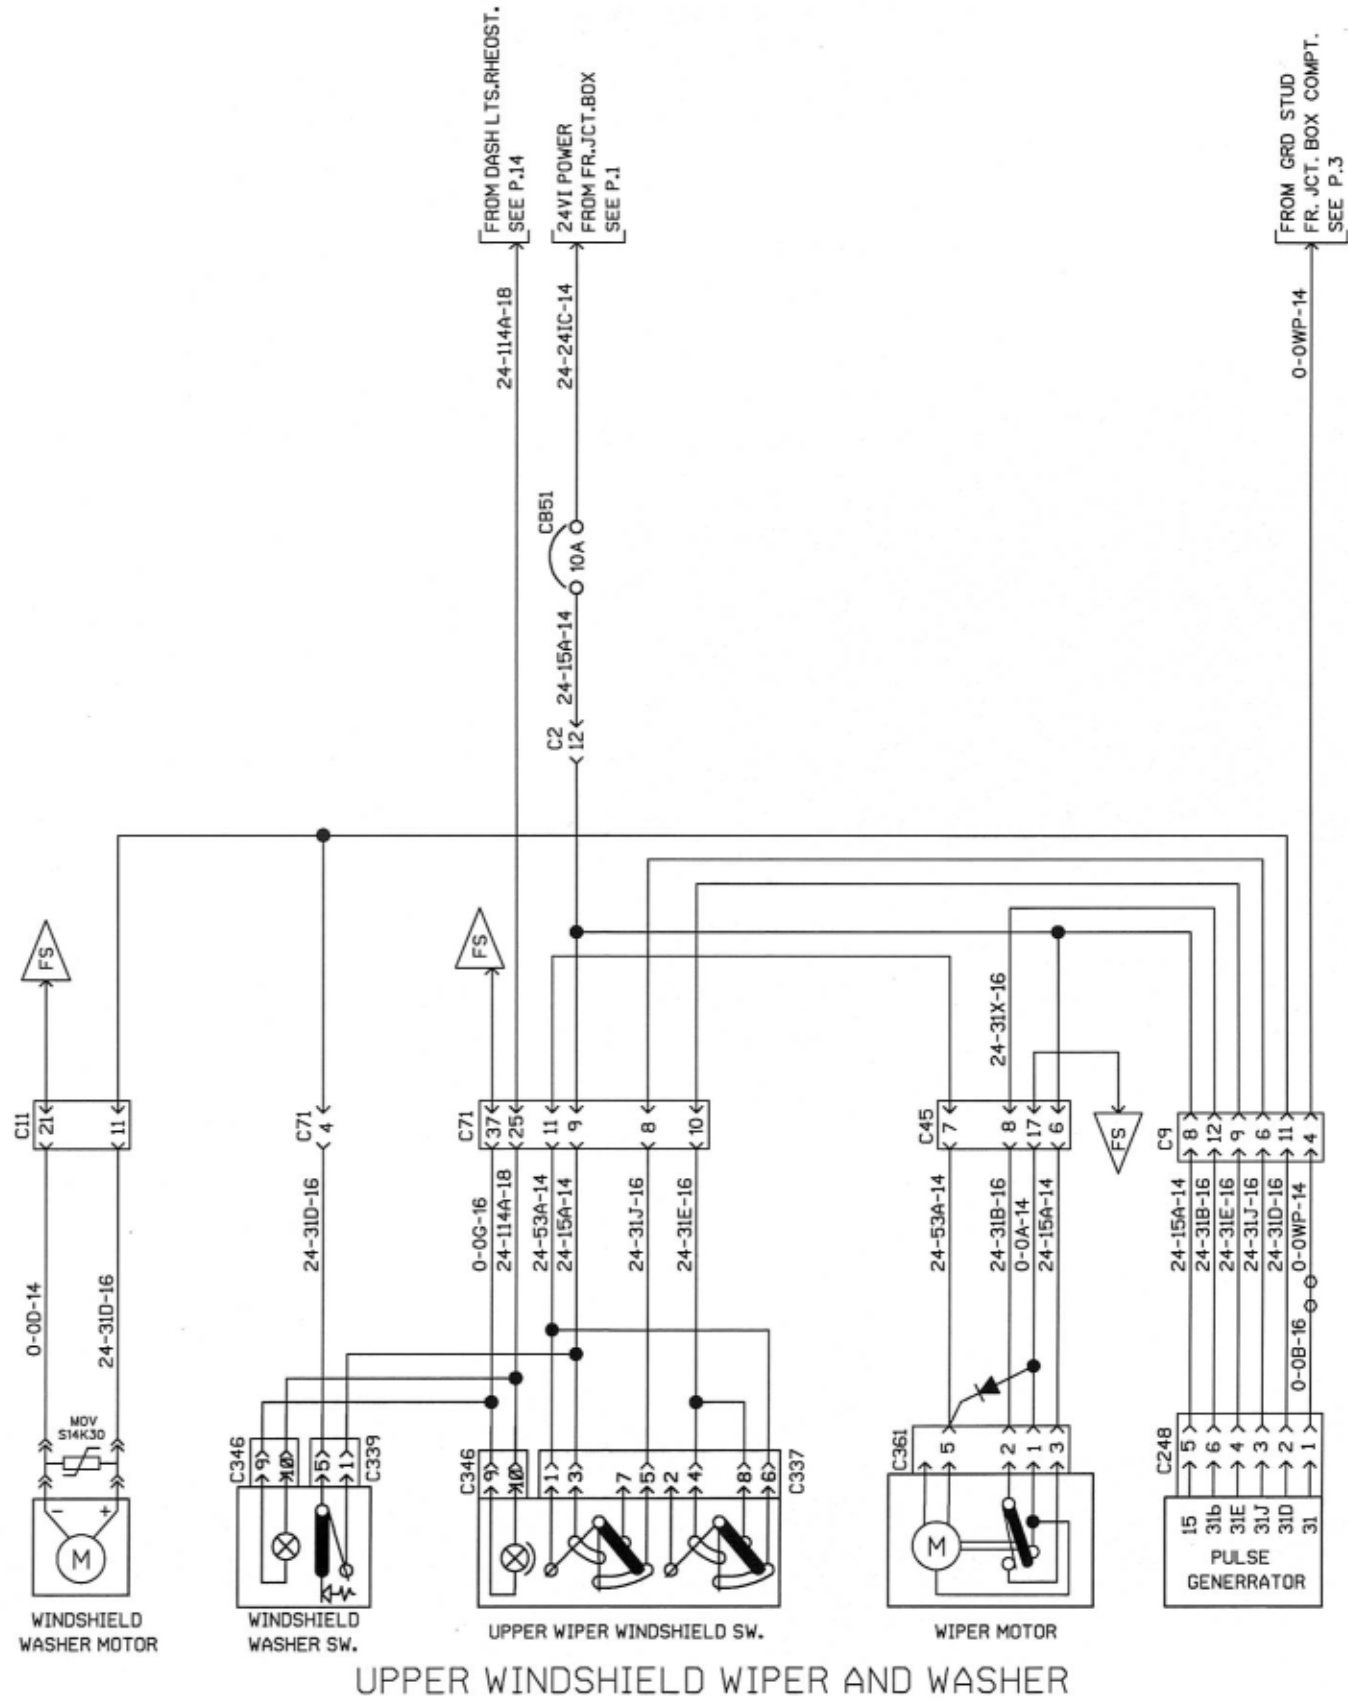 FROM DASH LTS.RHEOST.
SEE P.14
24VI POWER
FROM FR.JCT.BOX
SEE P.1
FROM GRD STUD
FR. JCT. BOX COMPT.
SEE P.3
24-114A-18
24-24IC-14
0-0WP-14
CB51
10A
24-15A-14
C2
12
FS
FS
24-31X-16
FS
C11
21
11
C71
4
C71
37
25
11
9
8
10
C45
7
8
17
6
C9
8
12
9
6
11
4
0-0D-14
24-31D-16
24-31D-16
0-0G-16
24-114A-18
24-53A-14
24-15A-14
24-31J-16
24-31E-16
24-53A-14
24-31B-16
0-0A-14
24-15A-14
24-15A-14
24-31B-16
24-31E-16
24-31J-16
24-31D-16
0-0WP-14
0-0B-16
MOV
S14K30
C346
9
10
5
1
C339
C346
9
10
1
3
7
5
2
4
8
6
C337
C361
5
2
1
3
C248
5
6
4
3
2
1
- +
M
M
15
31b
31E
31J
31D
31
PULSE
GENERRATOR
WINDSHIELD
WASHER MOTOR
WINDSHIELD
WASHER SW.
UPPER WIPER WINDSHIELD SW.
WIPER MOTOR
UPPER WINDSHIELD WIPER AND WASHER